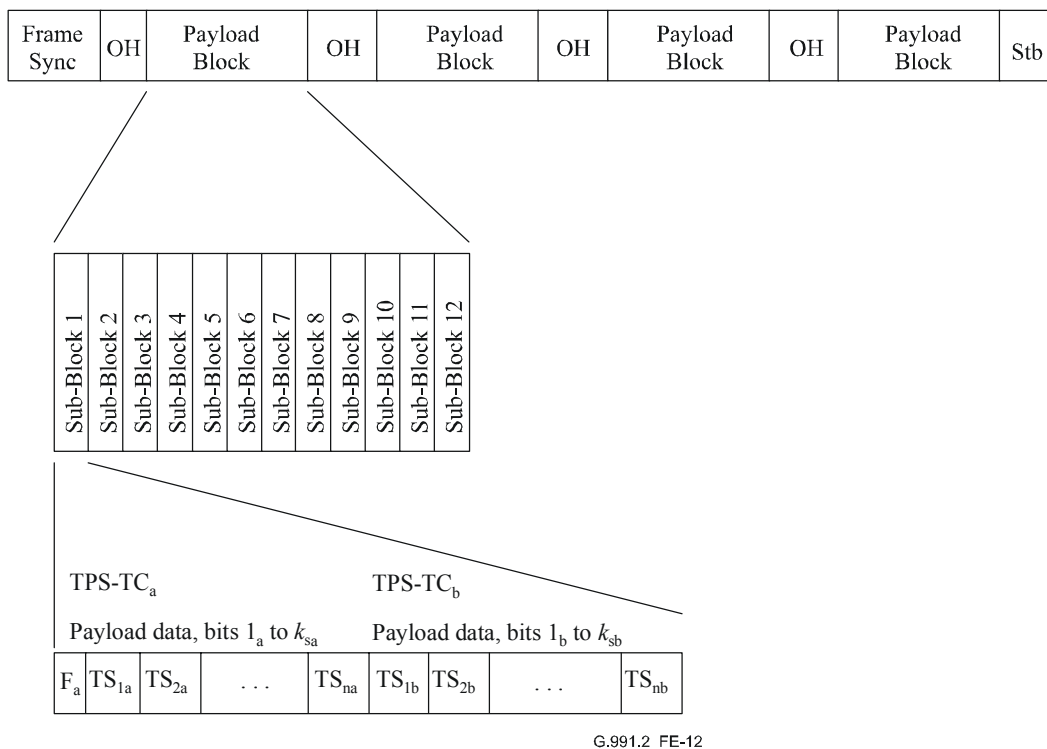 Frame Sync OH Payload Block OH Payload Block OH Payload Block OH Payload Block Stb
Sub-Block 1
Sub-Block 2
Sub-Block 3
Sub-Block 4
Sub-Block 5
Sub-Block 6
Sub-Block 7
Sub-Block 8
Sub-Block 9
Sub-Block 10
Sub-Block 11
Sub-Block 12
TPS-TCa TPS-TCb
Payload data, bits 1a to ksa Payload data, bits 1b to ksb
Fa TS1a TS2a . . . TSna TS1b TS2b . . . TSnb
G.991.2_FE-12